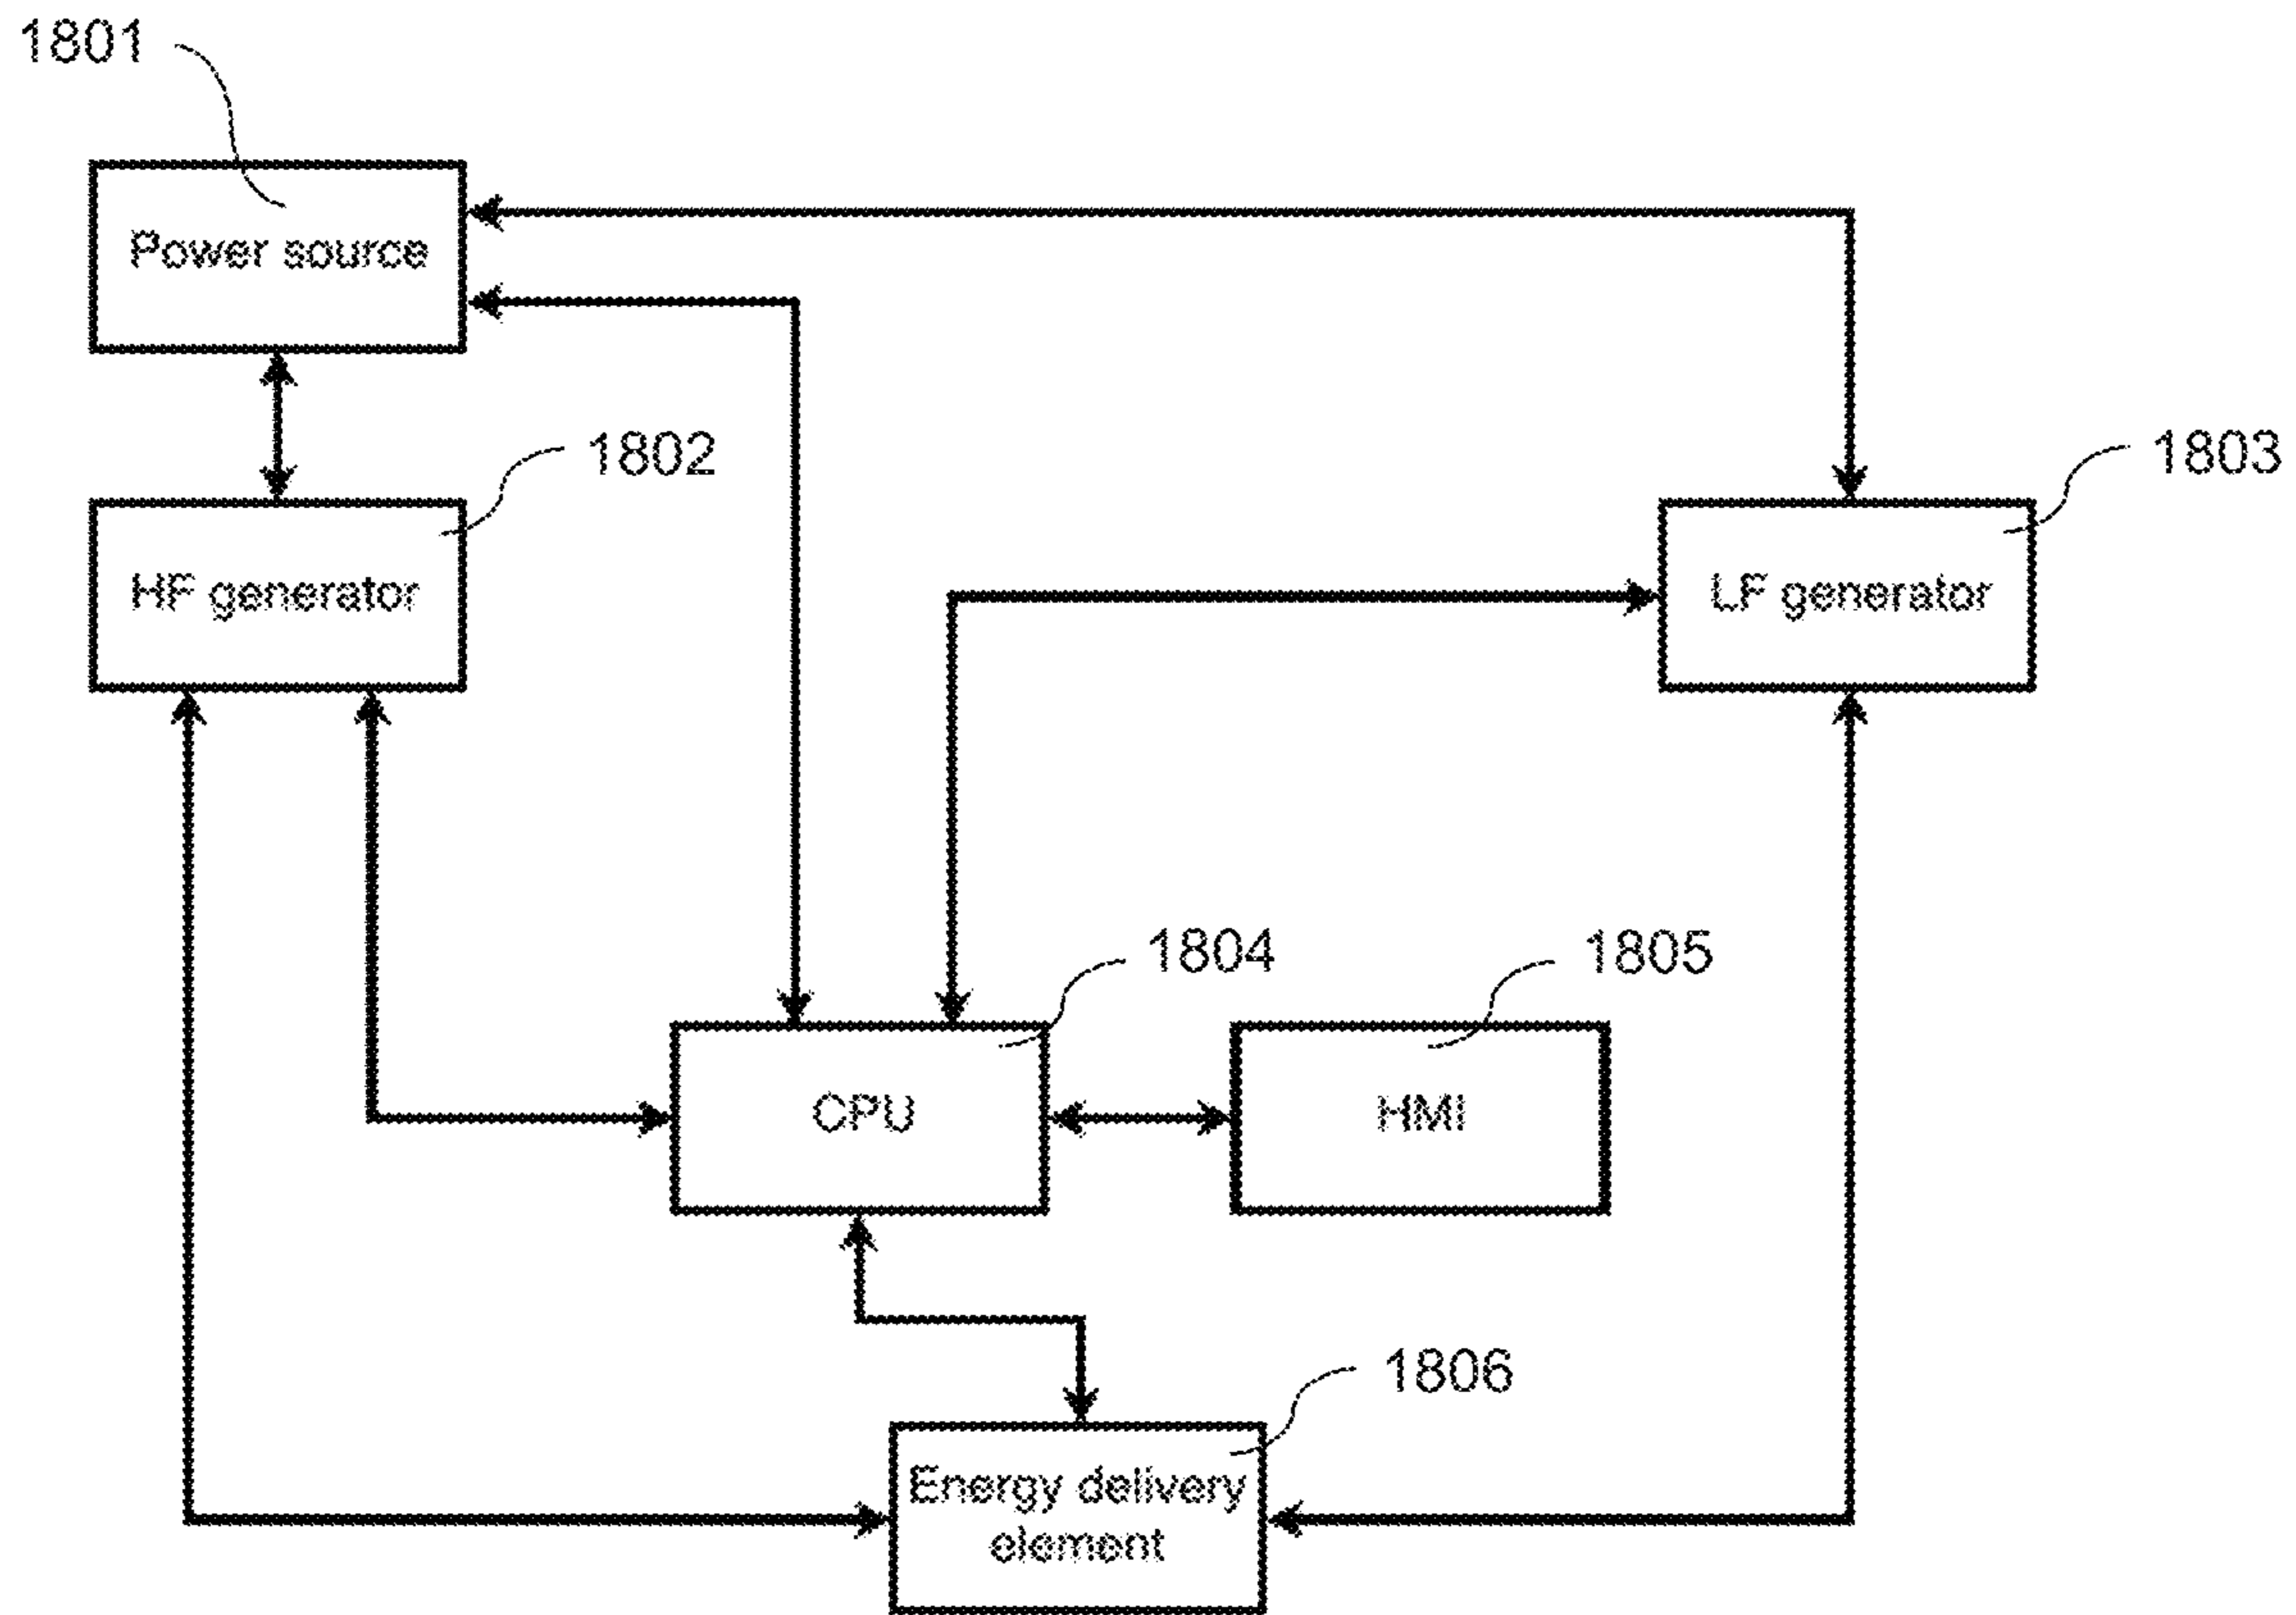 1801
Power source
1802
HF generator
1803
LF generator
1804
CPU
1805
HMI
1806
Energy delivery
element